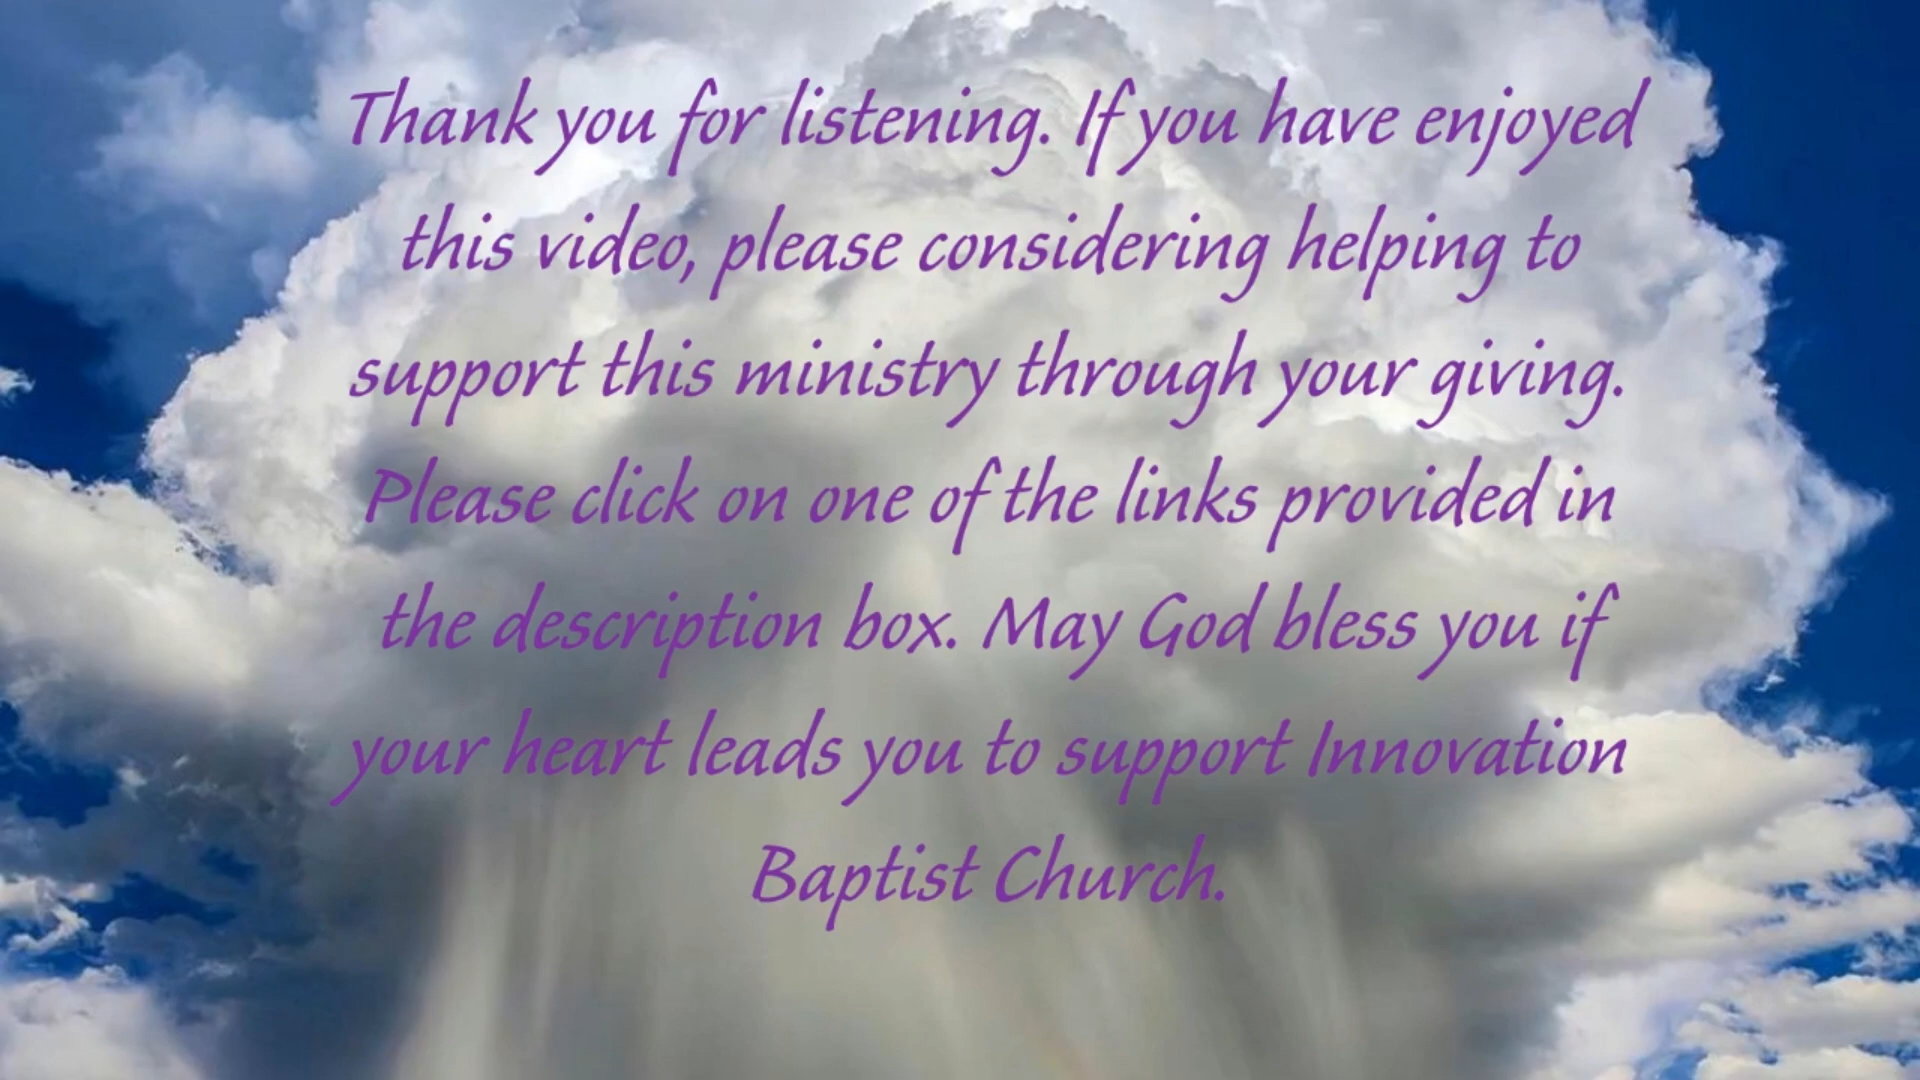 Thank you for listening. If you have enjoyed
this video, please considering helping to
support this ministry through your giving.
Please click on one of the links provided in
the description box. May God bless you if
your heart leads you to support Innovation
Baptist Church.